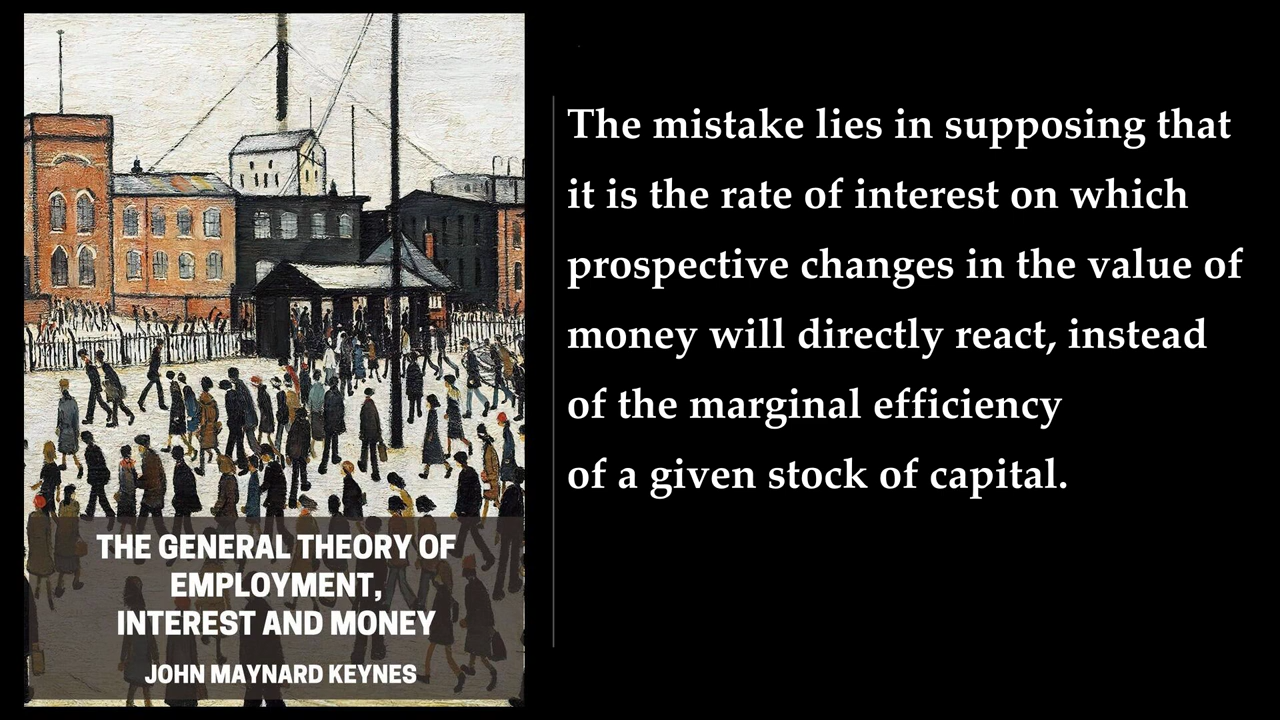 THE GENERAL THEORY OF
EMPLOYMENT,
INTEREST AND MONEY
JOHN MAYNARD KEYNES
The mistake lies in supposing that
it is the rate of interest on which
prospective changes in the value of
money will directly react, instead
of the marginal efficiency
of a given stock of capital.